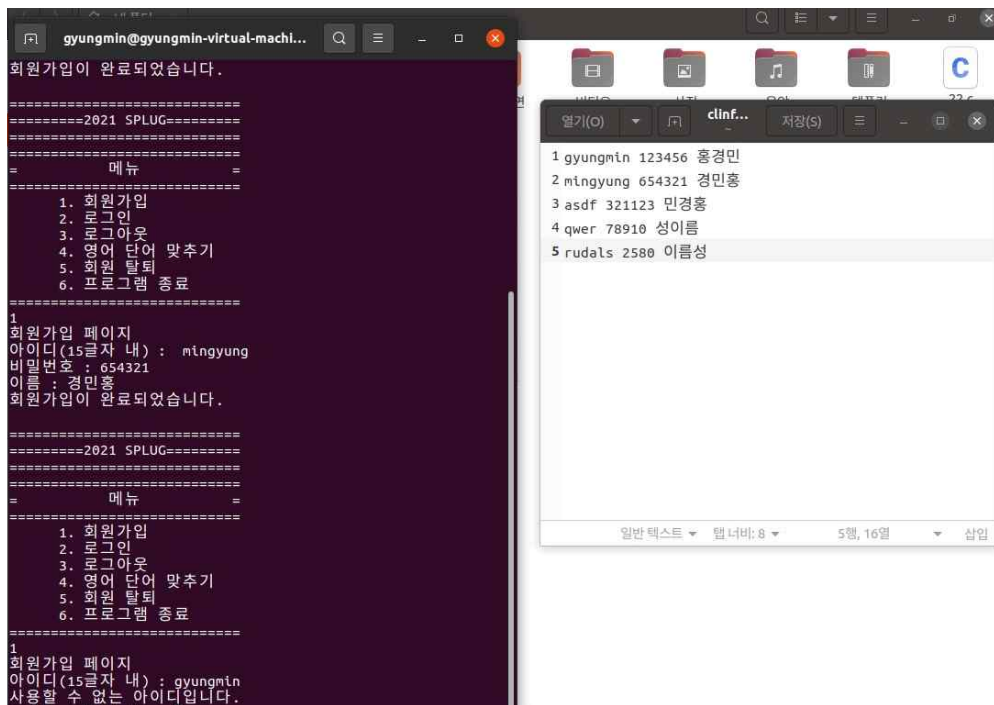 gyungmin@gyungmin-virtual-machi...
회원가입이 완료되었습니다.
============================
=========2021 SPLUG=========
============================
============================
=           메뉴           =
============================
1. 회원가입
2. 로그인
3. 로그아웃
4. 영어 단어 맞추기
5. 회원 탈퇴
6. 프로그램 종료
============================
1
회원가입 페이지
아이디(15글자 내) :  mingyung
비밀번호 : 654321
이름 : 경민홍
회원가입이 완료되었습니다.
============================
=========2021 SPLUG=========
============================
============================
=           메뉴           =
============================
1. 회원가입
2. 로그인
3. 로그아웃
4. 영어 단어 맞추기
5. 회원 탈퇴
6. 프로그램 종료
============================
1
회원가입 페이지
아이디(15글자 내) : gyungmin
사용할 수 없는 아이디입니다.
C
열기(O) clinf... 저장(S)
~
1 gyungmin 123456 홍경민
2 mingyung 654321 경민홍
3 asdf 321123 민경홍
4 qwer 78910 성이름
5 rudals 2580 이름성
일반 텍스트 탭 너비: 8 5행, 16열 삽입